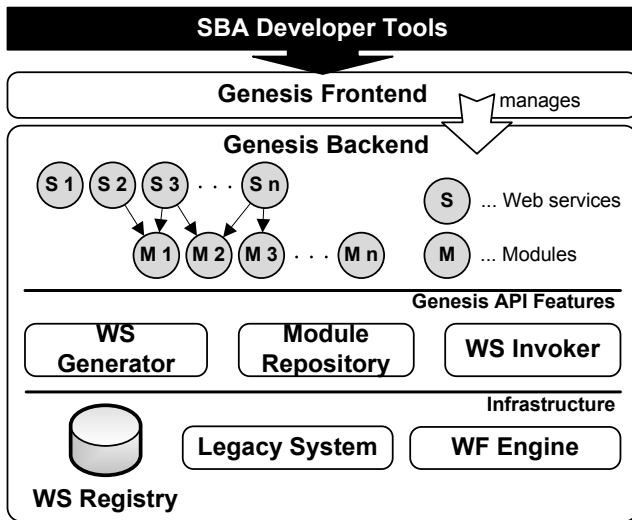 SBA Developer Tools
Genesis Frontend
manages
Genesis Backend
S 1 S 2 S 3 . . . S n
S ... Web services
M 1 M 2 M 3 . . . M n
M ... Modules
Genesis API Features
WS Generator
Module Repository
WS Invoker
Infrastructure
WS Registry
Legacy System
WF Engine